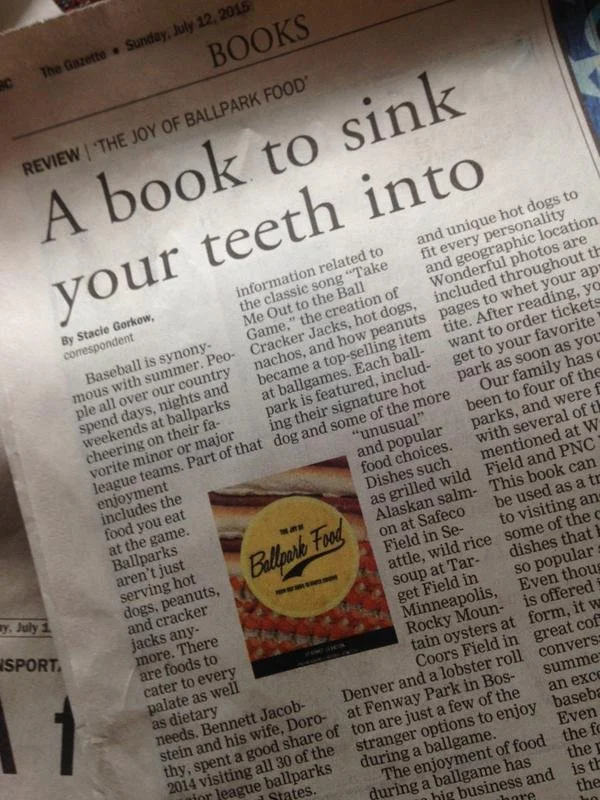 The Gazette • Sunday, July 12, 2015
BOOKS
REVIEW | 'THE JOY OF BALLPARK FOOD'
A book to sink
your teeth into
By Stacie Gorkow,
correspondent
Baseball is synony-
mous with summer. Peo-
ple all over our country
spend days, nights and
weekends at ballparks
cheering on their fa-
vorite minor or major
league teams. Part of that
enjoyment
includes the
food you eat
at the game.
Ballparks
aren't just
serving hot
dogs, peanuts,
and cracker
jacks any-
more. There
are foods to
cater to every
palate as well
as dietary
needs. Bennett Jacob-
stein and his wife, Doro-
thy, spent a good share of
2014 visiting all 30 of the
league ballparks
States.
information related to
the classic song "Take
Me Out to the Ball
Game," the creation of
Cracker Jacks, hot dogs,
nachos, and how peanuts
became a top-selling item
at ballgames. Each ball-
park is featured, includ-
ing their signature hot
dog and some of the more
"unusual"
and popular
food choices.
Dishes such
as grilled wild
Alaskan salm-
on at Safeco
Field in Se-
attle, wild rice
soup at Tar-
get Field in
Minneapolis,
Rocky Moun-
tain oysters at
Coors Field in
Denver and a lobster roll
at Fenway Park in Bos-
ton are just a few of the
stranger options to enjoy
during a ballgame.
The enjoyment of food
during a ballgame has
big business and
THE JOY OF
Ballpark Food
and unique hot dogs to
fit every personality
and geographic location
Wonderful photos are
included throughout
pages to whet your
tite. After reading,
want to order tickets
get to your favorite
park as soon as
Our family has
been to four of the
parks, and were
with several of
mentioned at
Field and PNC
This book can
be used as a
to visiting
some of the
dishes that
so popular
Even
is offered
form, it
great
summe
an
Even
the
the
is
the